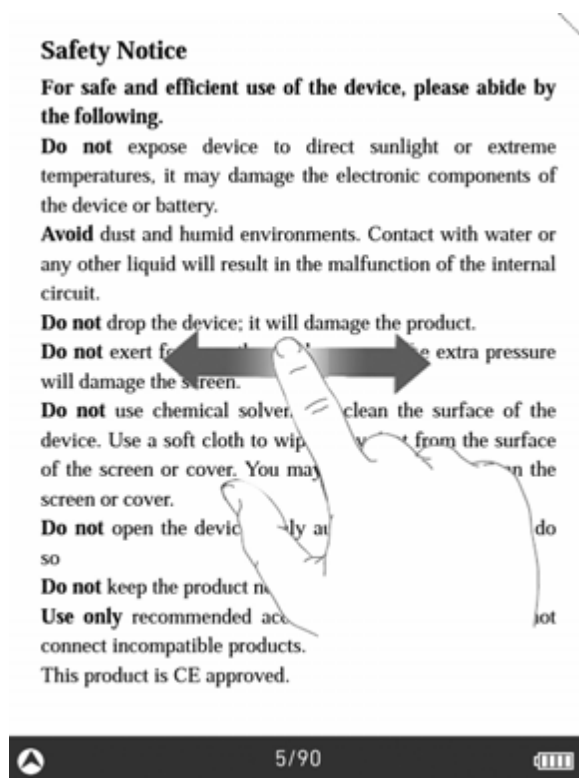 Safety Notice
For safe and efficient use of the device, please abide by
the following.
Do not expose device to direct sunlight or extreme
temperatures, it may damage the electronic components of
the device or battery.
Avoid dust and humid environments. Contact with water or
any other liquid will result in the malfunction of the internal
circuit.
Do not drop the device; it will damage the product.
Do not exert extra pressure
will damage the screen.
Do not use chemical clean the surface of the
device. Use a soft cloth to from the surface
of the screen or cover. You may the
screen or cover.
Do not open the do
so
Do not keep the product
Use only recommended
connect incompatible products.
This product is CE approved.
5/90